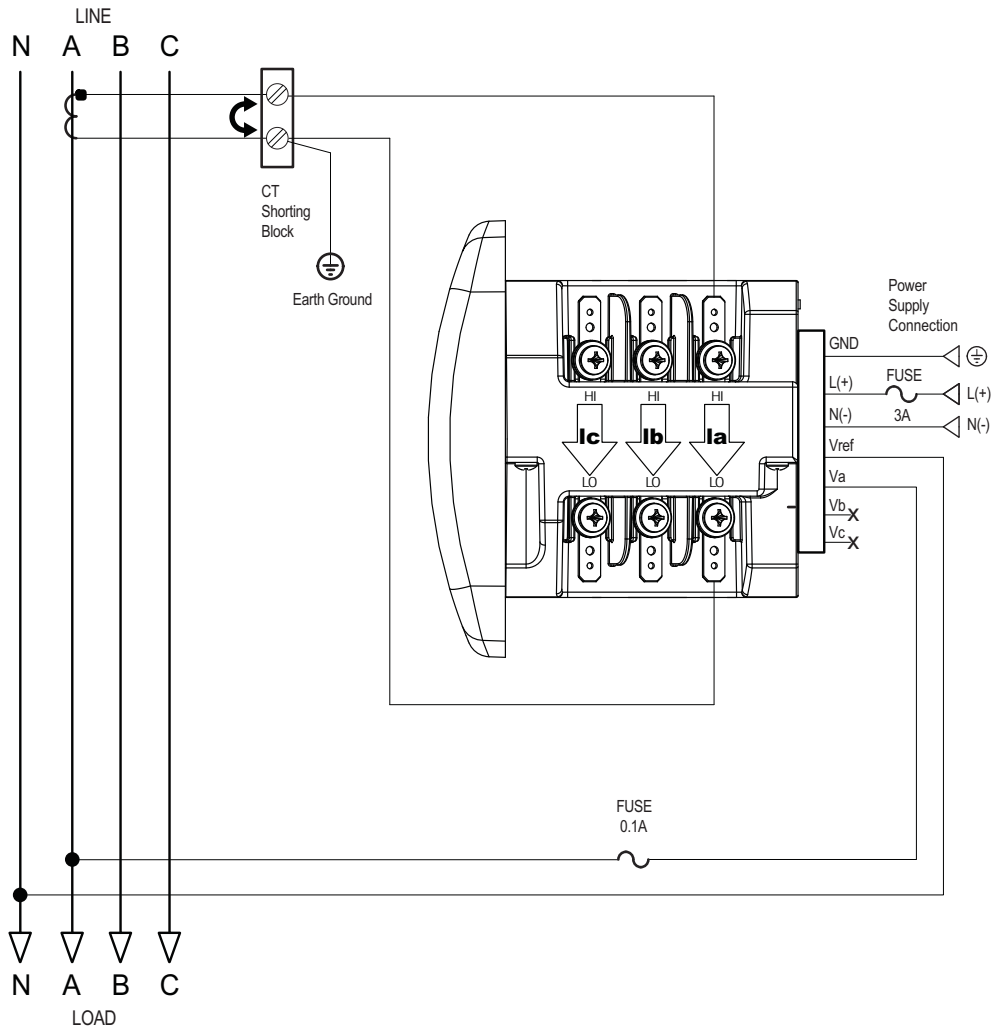 LINE
N A B C
CT
Shorting
Block
Earth Ground
Power
Supply
Connection
GND
L(+)
FUSE
3A
L(+)
N(-)
N(-)
Vref
Va
Vb
X
Vc
X
HI HI HI
Ic Ib Ia
LO LO LO
FUSE
0.1A
N A B C
LOAD